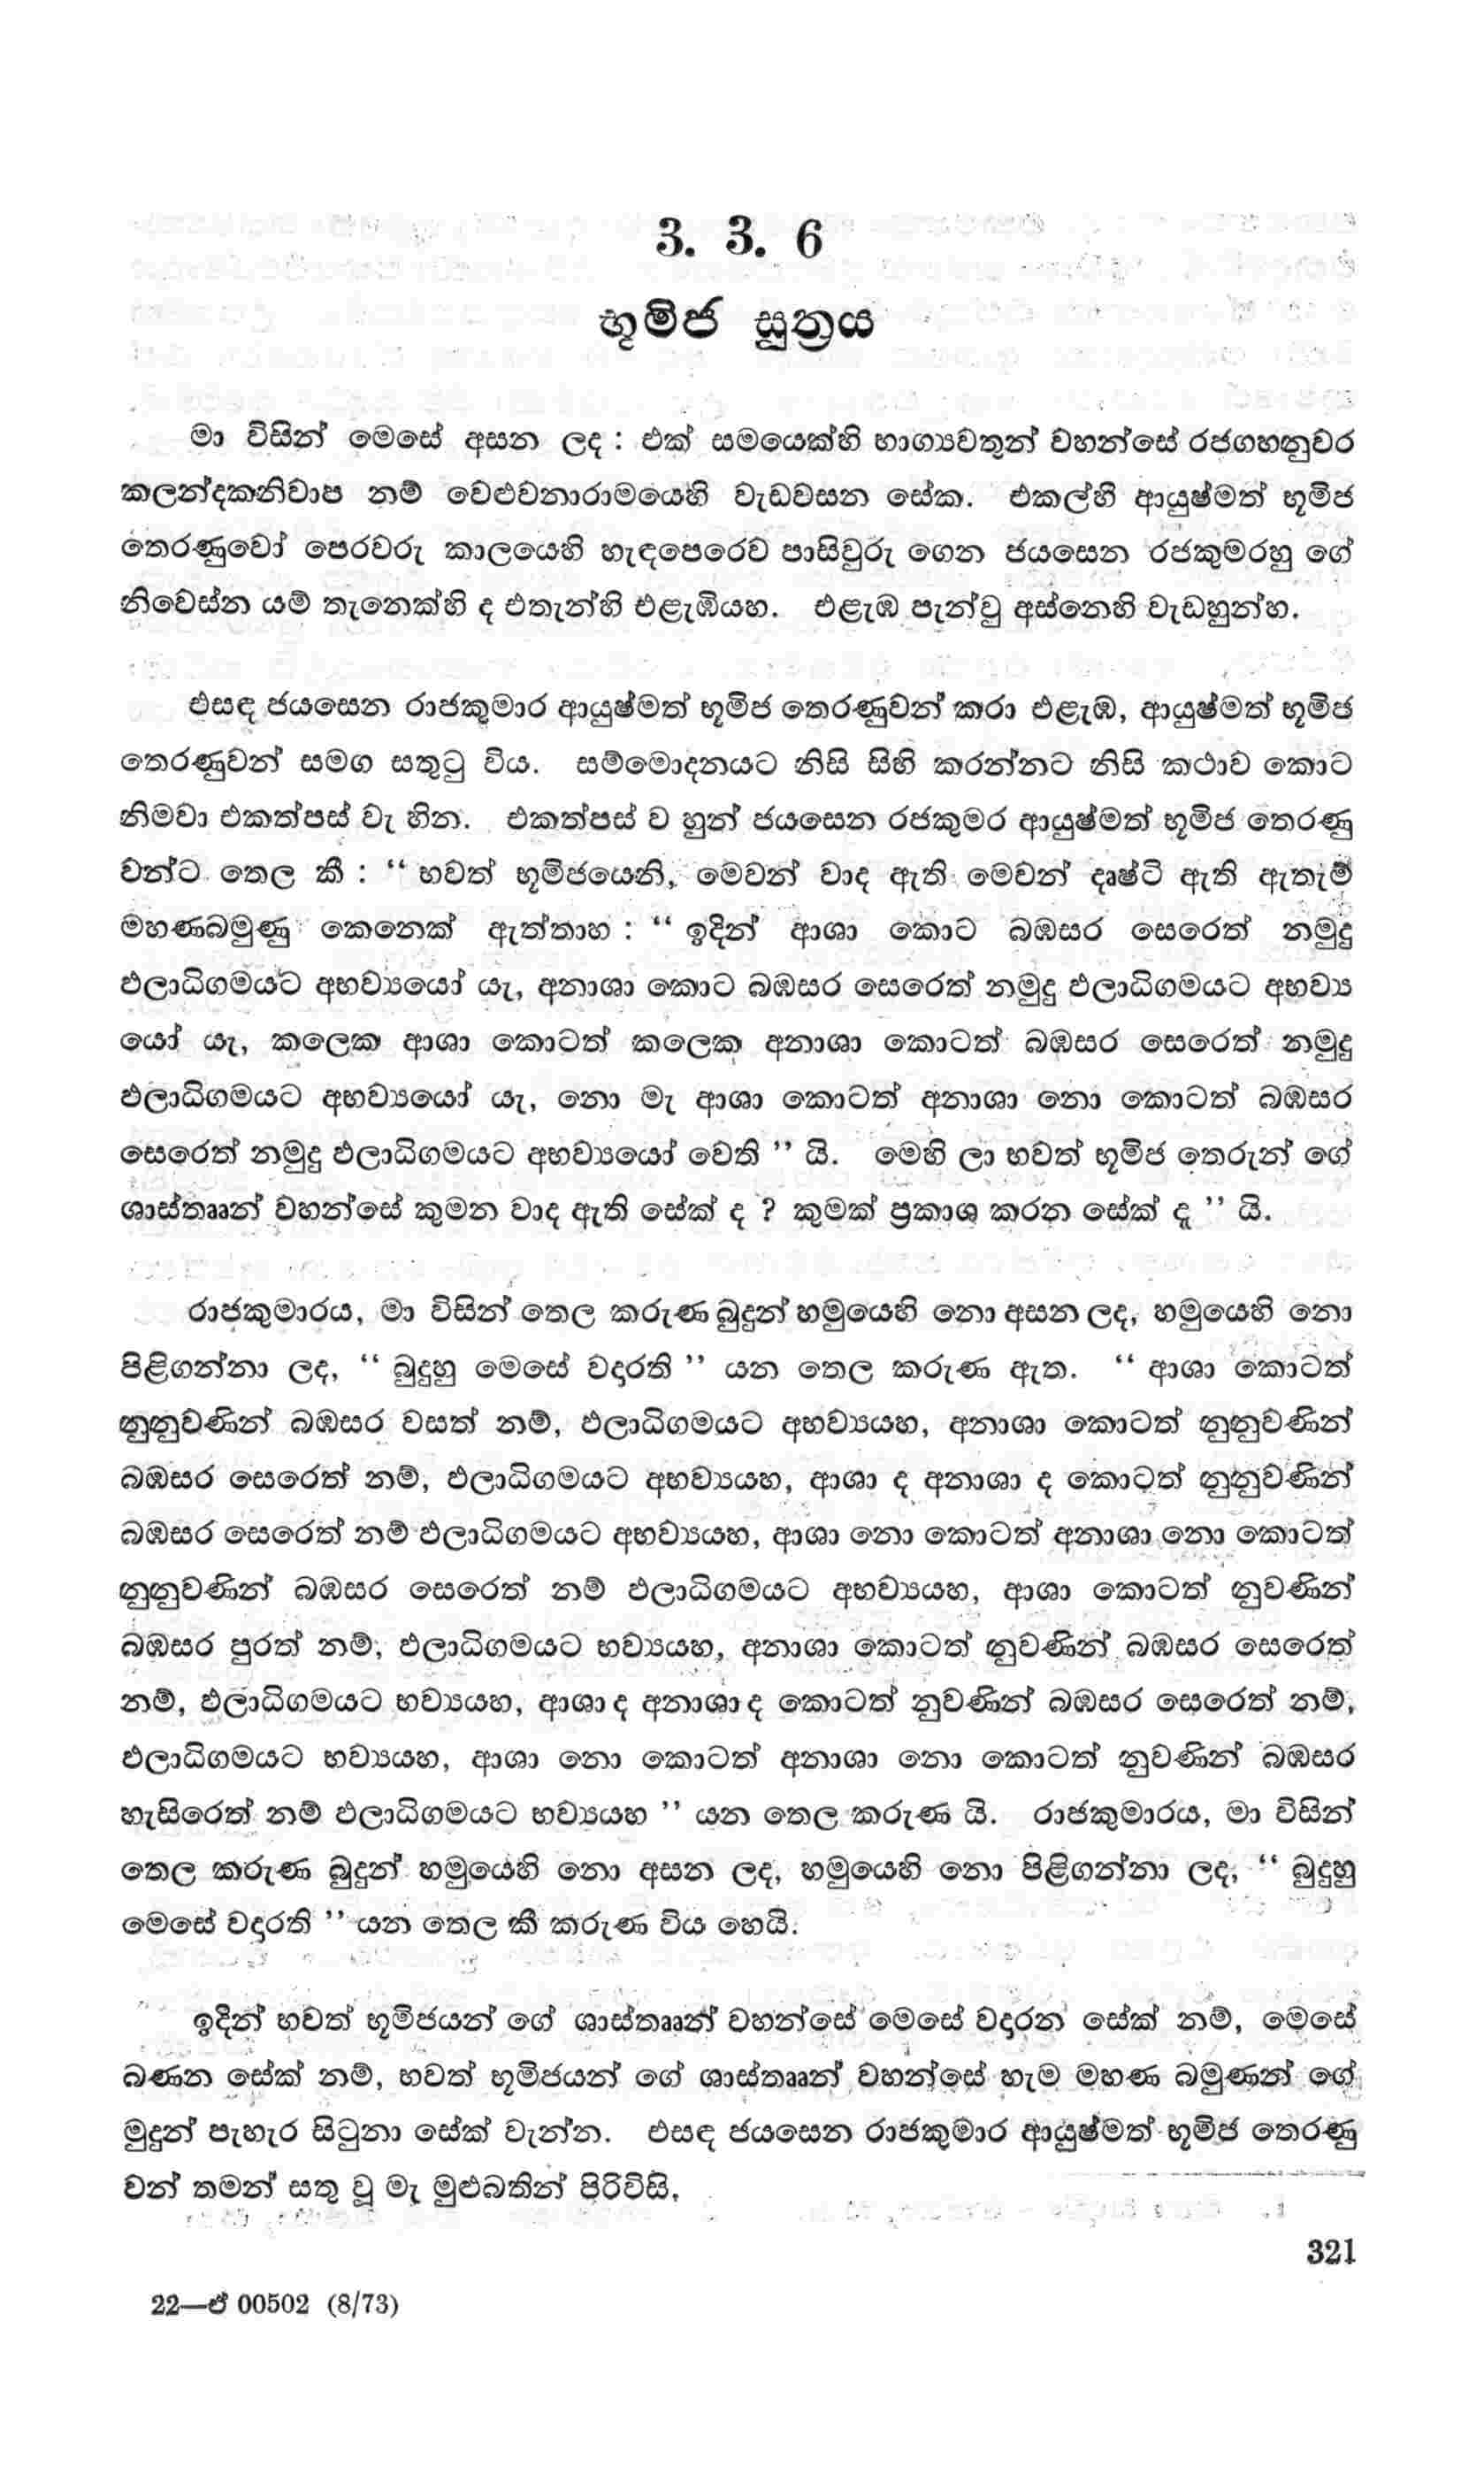 3. 3. 6
භූමිජ සූත්‍රය
මා විසින් මෙසේ අසන ලද : එක් සමයෙක්හි භාග්‍යවතුන් වහන්සේ රජගහනුවර
කලන්දකනිවාප නම් වෙළුවනාරාමයෙහි වැඩවසන සේක. එකල්හි ආයුෂ්මත් භූමිජ
තෙරණුවෝ පෙරවරු කාලයෙහි හැඳපෙරෙව පාසිවුරු ගෙන ජයසෙන රජකුමරහු ගේ
නිවෙස්න යම් තැනෙක්හි ද එතැන්හි එළැඹියහ. එළැඹ පැන්වූ අස්නෙහි වැඩහුන්හ.
එසඳ ජයසෙන රාජකුමාර ආයුෂ්මත් භූමිජ තෙරණුවන් කරා එළැඹ, ආයුෂ්මත් භූමිජ
තෙරණුවන් සමග සතුටු විය. සම්මොදනයට නිසි සිහි කරන්නට නිසි කථාව කොට
නිමවා එකත්පස් වැ හින. එකත්පස් ව හුන් ජයසෙන රජකුමර ආයුෂ්මත් භූමිජ තෙරණු
වන්ට තෙල කී : “ භවත් භූමිජයෙනි, මෙවන් වාද ඇති මෙවන් දෘෂ්ටි ඇති ඇතැම්
මහණබමුණු කෙනෙක් ඇත්තාහ : “ ඉදින් ආශා කොට බඹසර සෙරෙත් නමුදු
ඵලාධිගමයට අභව්‍යයෝ යැ, අනාශා කොට බඹසර සෙරෙත් නමුදු ඵලාධිගමයට අභව්‍ය
යෝ යැ, කලෙක ආශා කොටත් කලෙක අනාශා කොටත් බඹසර සෙරෙත් නමුදු
ඵලාධිගමයට අභව්‍යයෝ යැ, නො මැ ආශා කොටත් අනාශා නො කොටත් බඹසර
සෙරෙත් නමුදු ඵලාධිගමයට අභව්‍යයෝ වෙති ” යි. මෙහි ලා භවත් භූමිජ තෙරුන් ගේ
ශාස්තෲන් වහන්සේ කුමන වාද ඇති සේක් ද ? කුමක් ප්‍රකාශ කරන සේක් ද ” යි.
රාජකුමාරය, මා විසින් තෙල කරුණ බුදුන් හමුයෙහි නො අසන ලද, හමුයෙහි නො
පිළිගන්නා ලද, “ බුදුහු මෙසේ වදාරති ” යන තෙල කරුණ ඇත. “ ආශා කොටත්
නුනුවණින් බඹසර වසත් නම්, ඵලාධිගමයට අභව්‍යයහ, අනාශා කොටත් නුනුවණින්
බඹසර සෙරෙත් නම්, ඵලාධිගමයට අභව්‍යයහ, ආශා ද අනාශා ද කොටත් නුනුවණින්
බඹසර සෙරෙත් නම් ඵලාධිගමයට අභව්‍යයහ, ආශා නො කොටත් අනාශා නො කොටත්
නුනුවණින් බඹසර සෙරෙත් නම් ඵලාධිගමයට අභව්‍යයහ, ආශා කොටත් නුවණින්
බඹසර පුරත් නම්, ඵලාධිගමයට භව්‍යයහ, අනාශා කොටත් නුවණින් බඹසර සෙරෙත්
නම්, ඵලාධිගමයට භව්‍යයහ, ආශා ද අනාශා ද කොටත් නුවණින් බඹසර සෙරෙත් නම්,
ඵලාධිගමයට භව්‍යයහ, ආශා නො කොටත් අනාශා නො කොටත් නුවණින් බඹසර
හැසිරෙත් නම් ඵලාධිගමයට භව්‍යයහ ” යන තෙල කරුණ යි. රාජකුමාරය, මා විසින්
තෙල කරුණ බුදුන් හමුයෙහි නො අසන ලද, හමුයෙහි නො පිළිගන්නා ලද, “ බුදුහු
මෙසේ වදාරති ” යන තෙල කී කරුණ විය හෙයි.
ඉදින් භවත් භූමිජයන් ගේ ශාස්තෲන් වහන්සේ මෙසේ වදාරන සේක් නම්, මෙසේ
බණන සේක් නම්, භවත් භූමිජයන් ගේ ශාස්තෲන් වහන්සේ හැම මහණ බමුණන් ගේ
මුදුන් පැහැර සිටුනා සේක් වැන්න. එසඳ ජයසෙන රාජකුමාර ආයුෂ්මත් භූමිජ තෙරණු
වන් තමන් සතු වූ මැ මුළුබතින් පිරිවිසි.
321
22—ඒ 00502 (8/73)